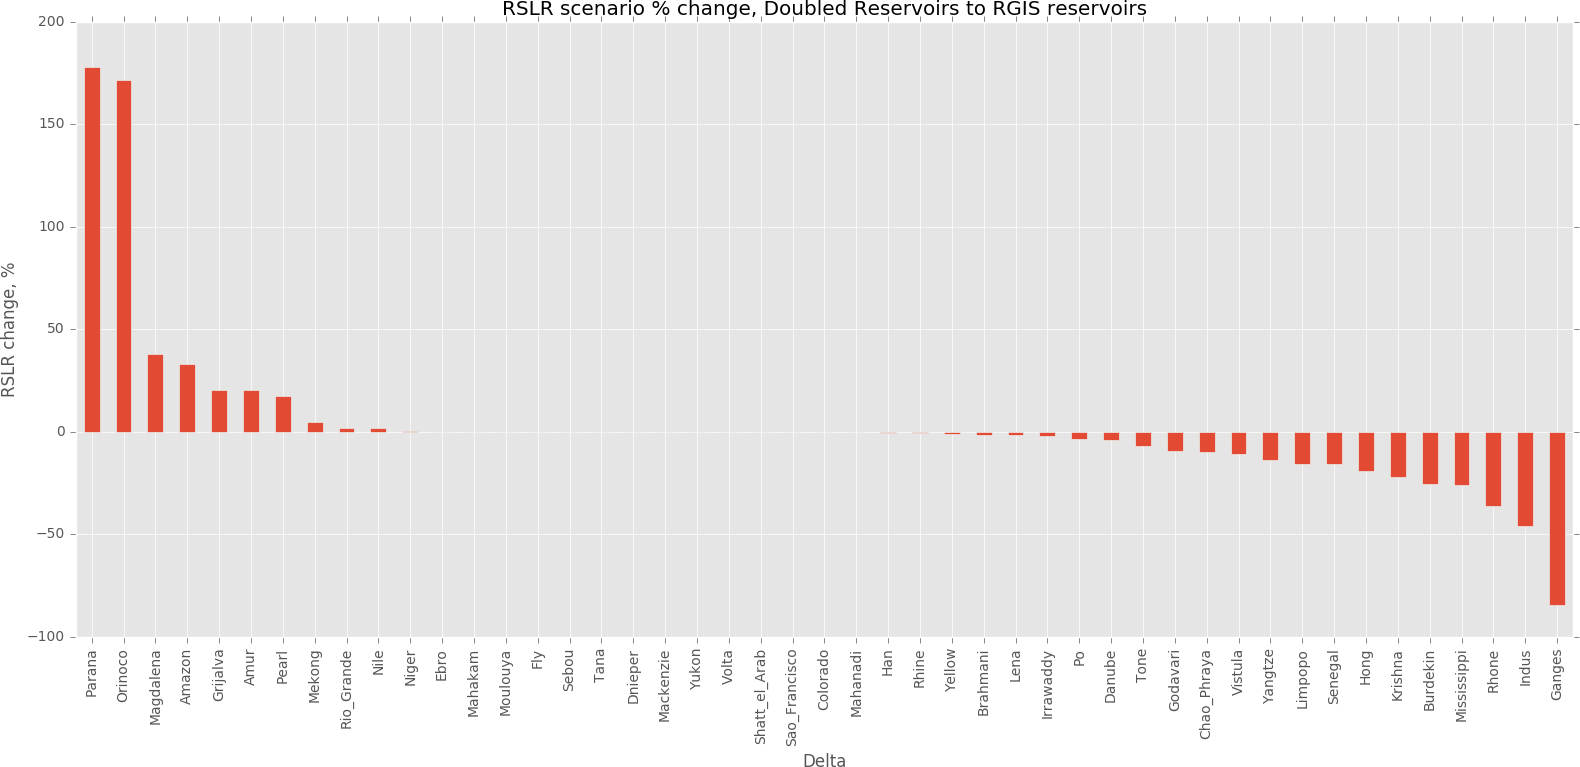 RSLR scenario % change, Doubled Reservoirs to RGIS reservoirs
200
150
100
50
0
−50
−100
RSLR change, %
Parana
Orinoco
Magdalena
Amazon
Grijalva
Amur
Pearl
Mekong
Rio_Grande
Nile
Niger
Ebro
Mahakam
Moulouya
Fly
Sebou
Tana
Dnieper
Mackenzie
Yukon
Volta
Shatt_el_Arab
Sao_Francisco
Colorado
Mahanadi
Han
Rhine
Yellow
Brahmani
Lena
Irrawaddy
Po
Danube
Tone
Godavari
Chao_Phraya
Vistula
Yangtze
Limpopo
Senegal
Hong
Krishna
Burdekin
Mississippi
Rhone
Indus
Ganges
Delta